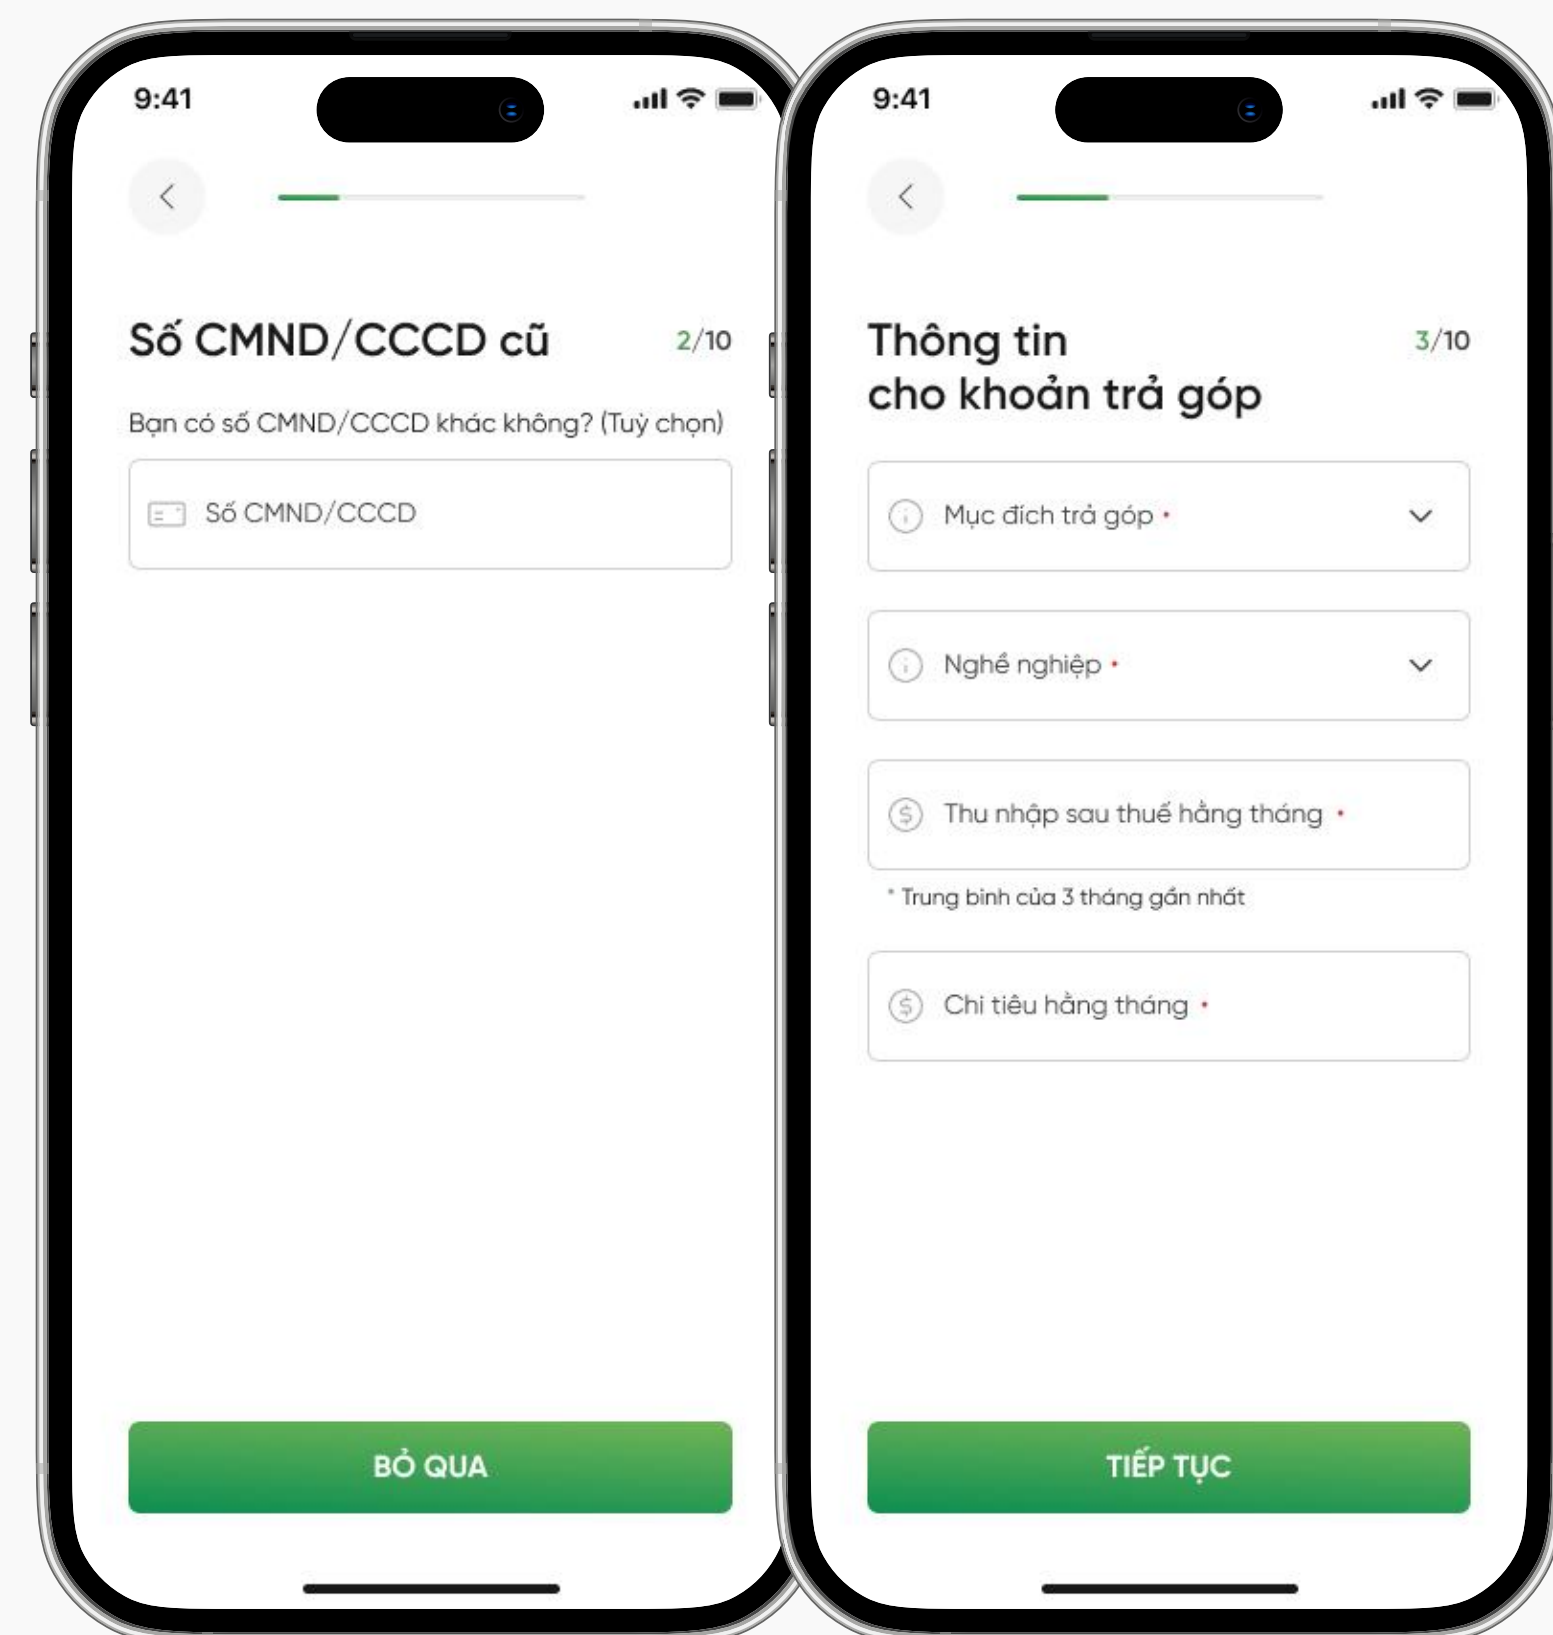 9:41
Số CMND/CCCD cũ
2/10
Bạn có số CMND/CCCD khác không? (Tuỳ chọn)
Số CMND/CCCD
BỎ QUA
9:41
Thông tin
cho khoản trả góp
3/10
Mục đích trả góp •
Nghề nghiệp •
Thu nhập sau thuế hằng tháng •
* Trung bình của 3 tháng gần nhất
Chi tiêu hằng tháng •
TIẾP TỤC